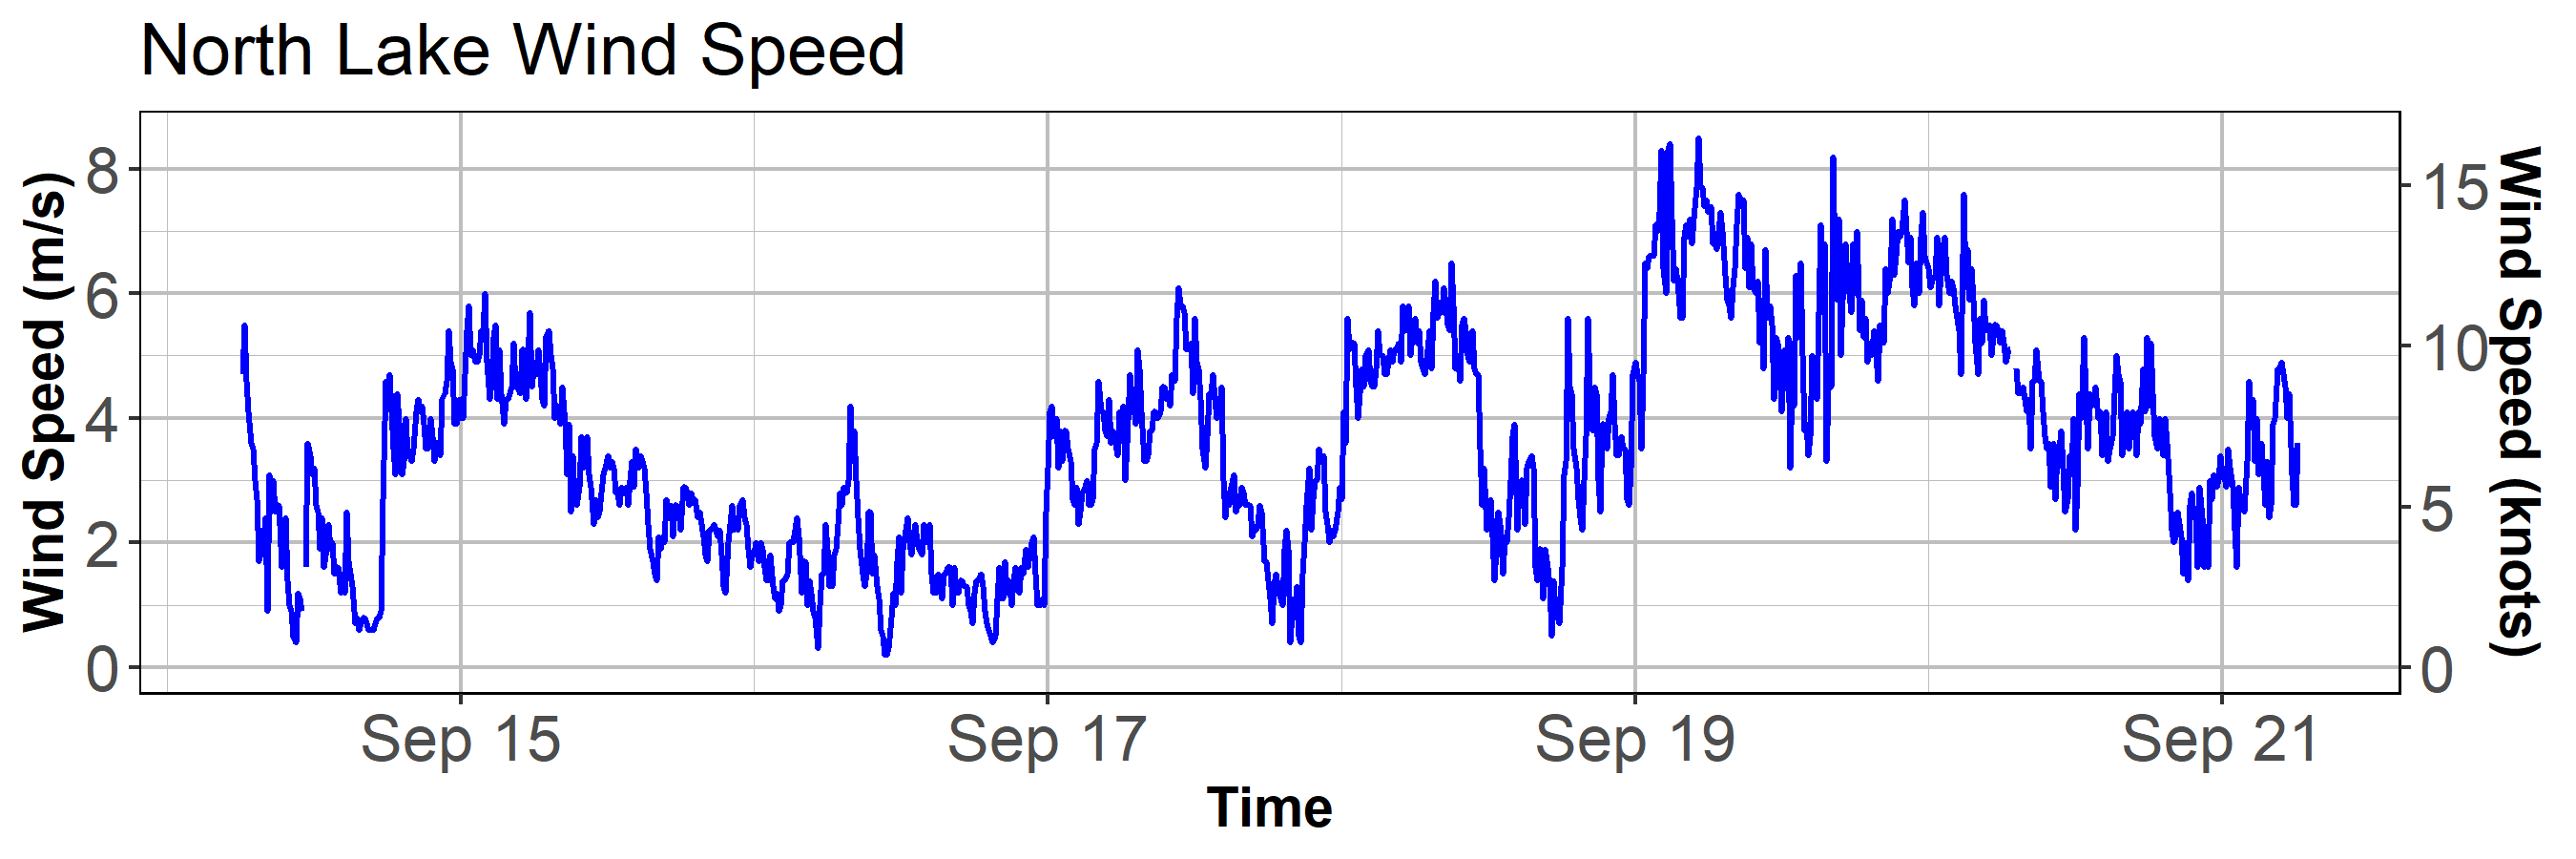 North Lake Wind Speed
Wind Speed (m/s)
8
6
4
2
0
15
10
5
0
Wind Speed (knots)
Sep 15
Sep 17
Sep 19
Sep 21
Time